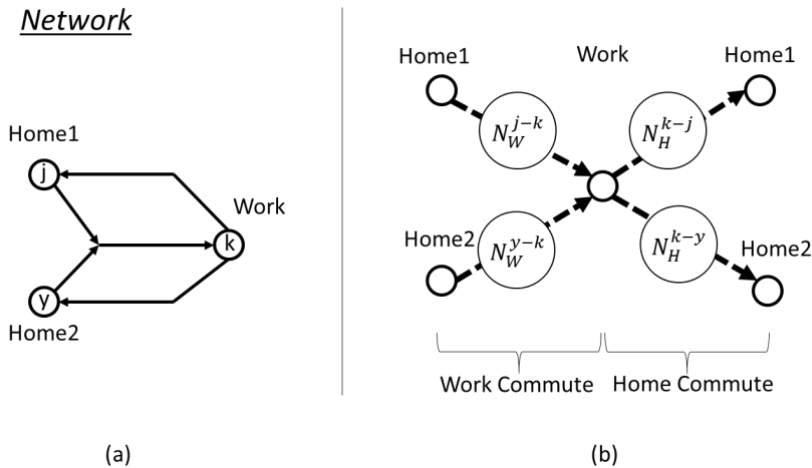 Network
Home1
j
Work
k
y
Home2
(a)
Home1
Work
Home1
N_W^{j-k}
N_H^{k-j}
Home2
N_W^{y-k}
N_H^{k-y}
Home2
Work Commute
Home Commute
(b)